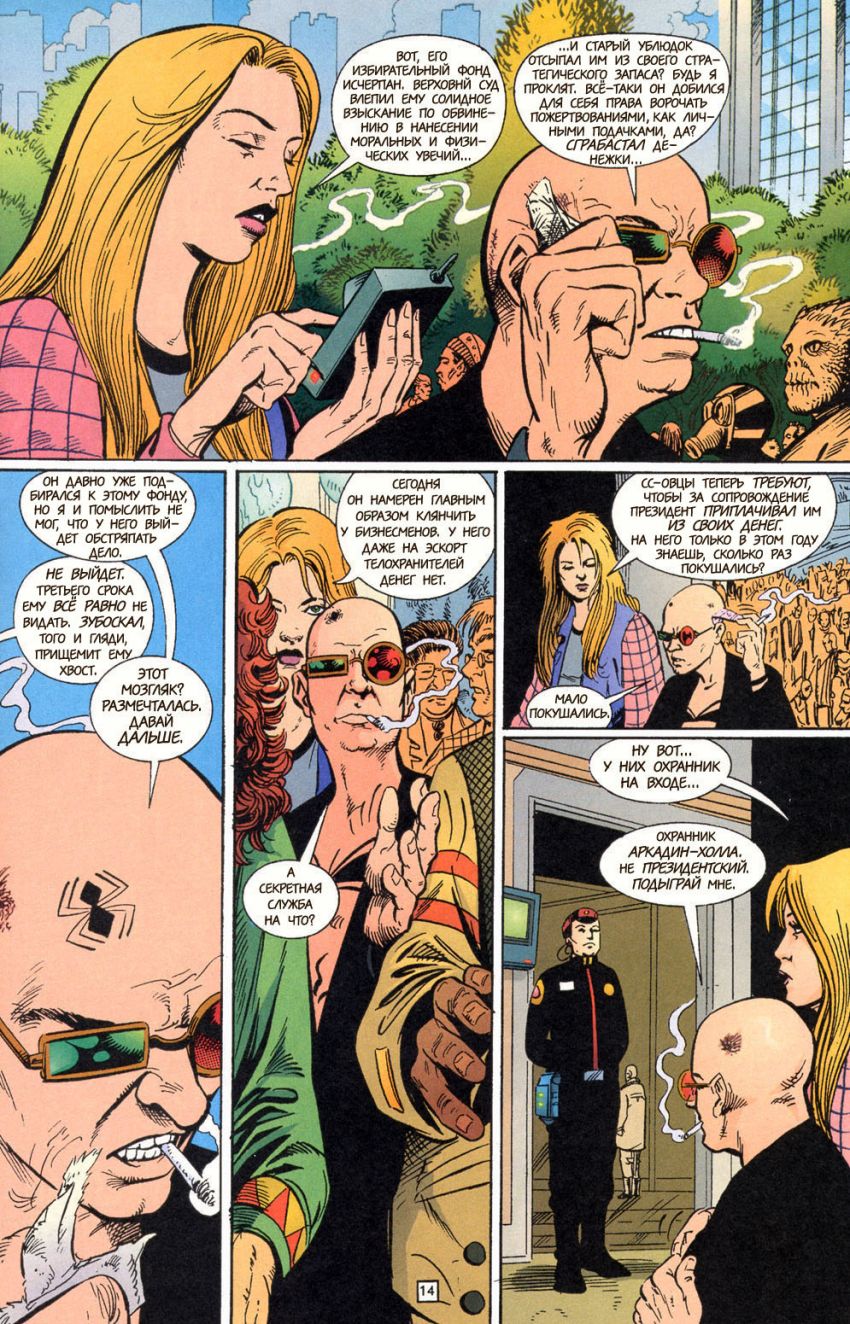 ВОТ, ЕГО
ИЗБИРАТЕЛЬНЫЙ ФОНД
ИСЧЕРПАН. ВЕРХОВНЙ СУД
ВЛЕПИЛ ЕМУ СОЛИДНОЕ
ВЗЫСКАНИЕ ПО ОБВИНЕ-
НИЮ В НАНЕСЕНИИ
МОРАЛЬНЫХ И ФИЗИ-
ЧЕСКИХ УВЕЧИЙ...
...И СТАРЫЙ УБЛЮДОК
ОТСЫПАЛ ИМ ИЗ СВОЕГО СТРА-
ТЕГИЧЕСКОГО ЗАПАСА? БУДЬ Я
ПРОКЛЯТ. ВСЁ-ТАКИ ОН ДОБИЛСЯ
ДЛЯ СЕБЯ ПРАВА ВОРОЧАТЬ
ПОЖЕРТВОВАНИЯМИ, КАК ЛИЧ-
НЫМИ ПОДАЧКАМИ, ДА?
СГРАБАСТАЛ ДЕ-
НЕЖКИ...
ОН ДАВНО УЖЕ ПОД-
БИРАЛСЯ К ЭТОМУ ФОНДУ,
НО Я И ПОМЫСЛИТЬ НЕ
МОГ, ЧТО У НЕГО ВЫЙ-
ДЕТ ОБСТРЯПАТЬ
ДЕЛО.
НЕ ВЫЙДЕТ.
ТРЕТЬЕГО СРОКА
ЕМУ ВСЁ РАВНО НЕ
ВИДАТЬ. ЗУБОСКАЛ,
ТОГО И ГЛЯДИ,
ПРИЩЕМИТ ЕМУ
ХВОСТ.
ЭТОТ
МОЗГЛЯК?
РАЗМЕЧТАЛАСЬ.
ДАВАЙ
ДАЛЬШЕ.
СЕГОДНЯ
ОН НАМЕРЕН ГЛАВНЫМ
ОБРАЗОМ КЛЯНЧИТЬ
У БИЗНЕСМЕНОВ. У НЕГО
ДАЖЕ НА ЭСКОРТ
ТЕЛОХРАНИТЕЛЕЙ
ДЕНЕГ НЕТ.
А
СЕКРЕТНАЯ
СЛУЖБА
НА ЧТО?
СС-ОВЦЫ ТЕПЕРЬ ТРЕБУЮТ,
ЧТОБЫ ЗА СОПРОВОЖДЕНИЕ
ПРЕЗИДЕНТ ПРИПЛАЧИВАЛ ИМ
ИЗ СВОИХ ДЕНЕГ.
НА НЕГО ТОЛЬКО В ЭТОМ ГОДУ
ЗНАЕШЬ, СКОЛЬКО РАЗ
ПОКУШАЛИСЬ?
МАЛО
ПОКУШАЛИСЬ.
НУ ВОТ...
У НИХ ОХРАННИК
НА ВХОДЕ...
ОХРАННИК
АРКАДИН-ХОЛЛА.
НЕ ПРЕЗИДЕНТСКИЙ.
ПОДЫГРАЙ МНЕ.
14